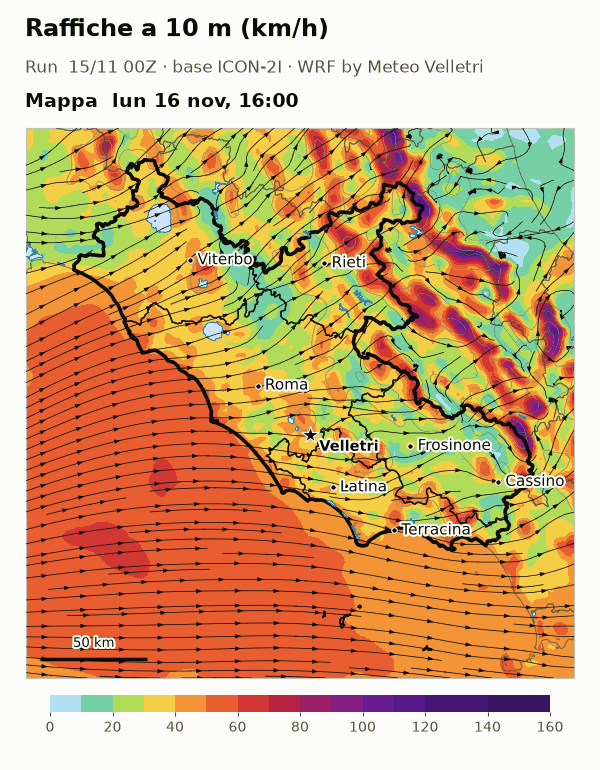 Raffiche a 10 m (km/h)
Run  15/11 00Z · base ICON-2I · WRF by Meteo Velletri
Mappa  lun 16 nov, 16:00
Viterbo
Rieti
Roma
Velletri
Frosinone
Latina
Cassino
Terracina
50 km
0 20 40 60 80 100 120 140 160